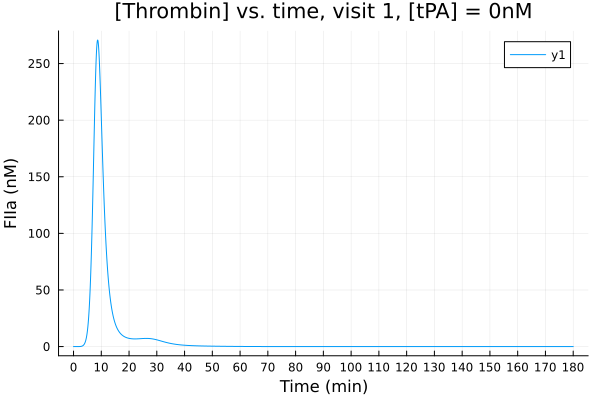 [Thrombin] vs. time, visit 1, [tPA] = 0nM
y1
FIIa (nM)
250
200
150
100
50
0
0 10 20 30 40 50 60 70 80 90 100 110 120 130 140 150 160 170 180
Time (min)